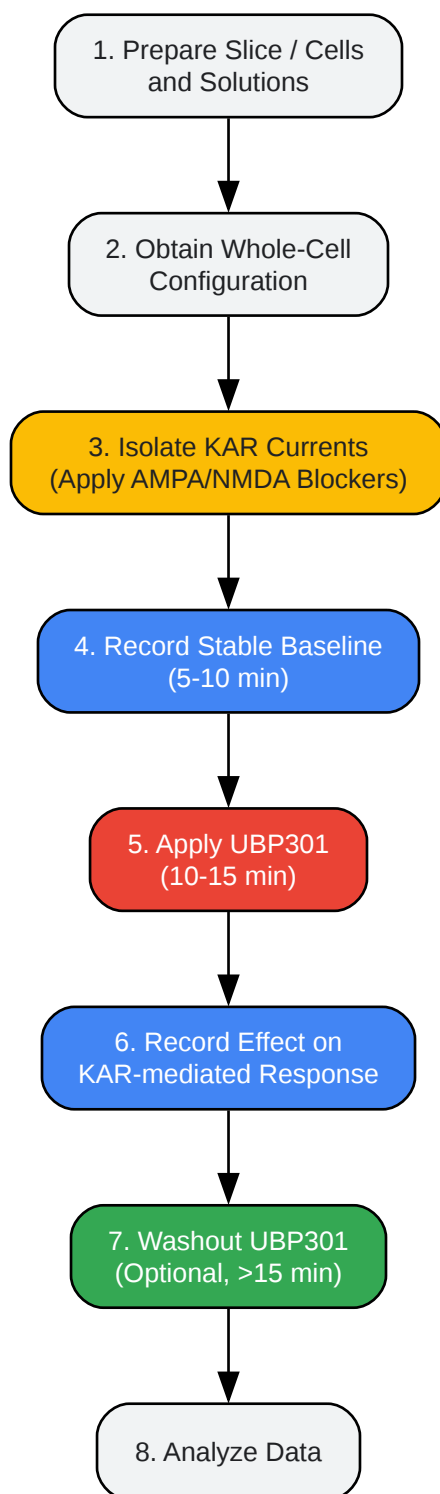 1. Prepare Slice / Cells
and Solutions
2. Obtain Whole-Cell
Configuration
3. Isolate KAR Currents
(Apply AMPA/NMDA Blockers)
4. Record Stable Baseline
(5-10 min)
5. Apply UBP301
(10-15 min)
6. Record Effect on
KAR-mediated Response
7. Washout UBP301
(Optional, >15 min)
8. Analyze Data